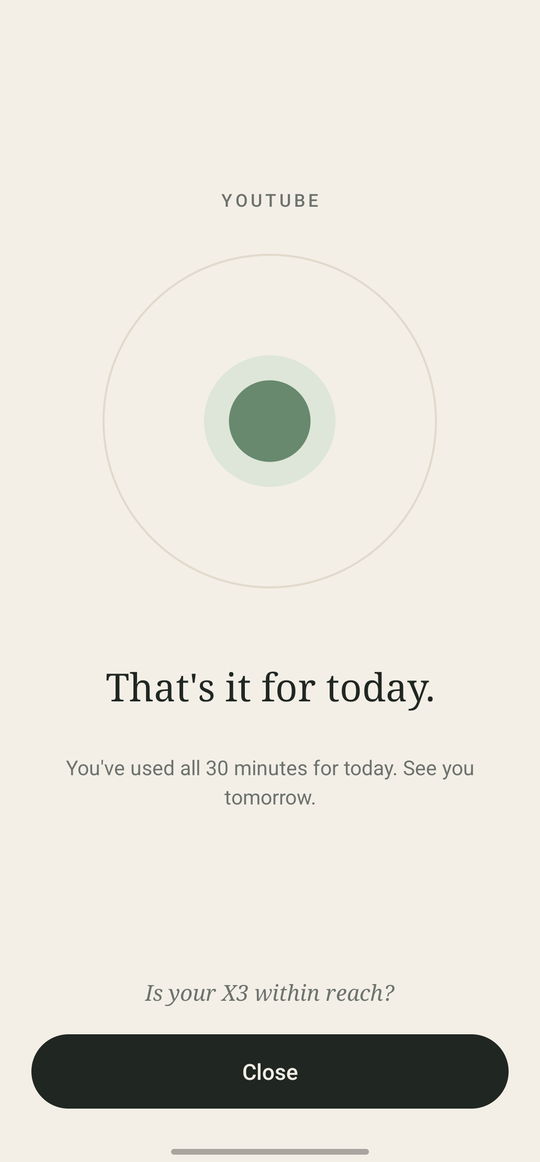 YOUTUBE
That's it for today.
You've used all 30 minutes for today. See you
tomorrow.
Is your X3 within reach?
Close